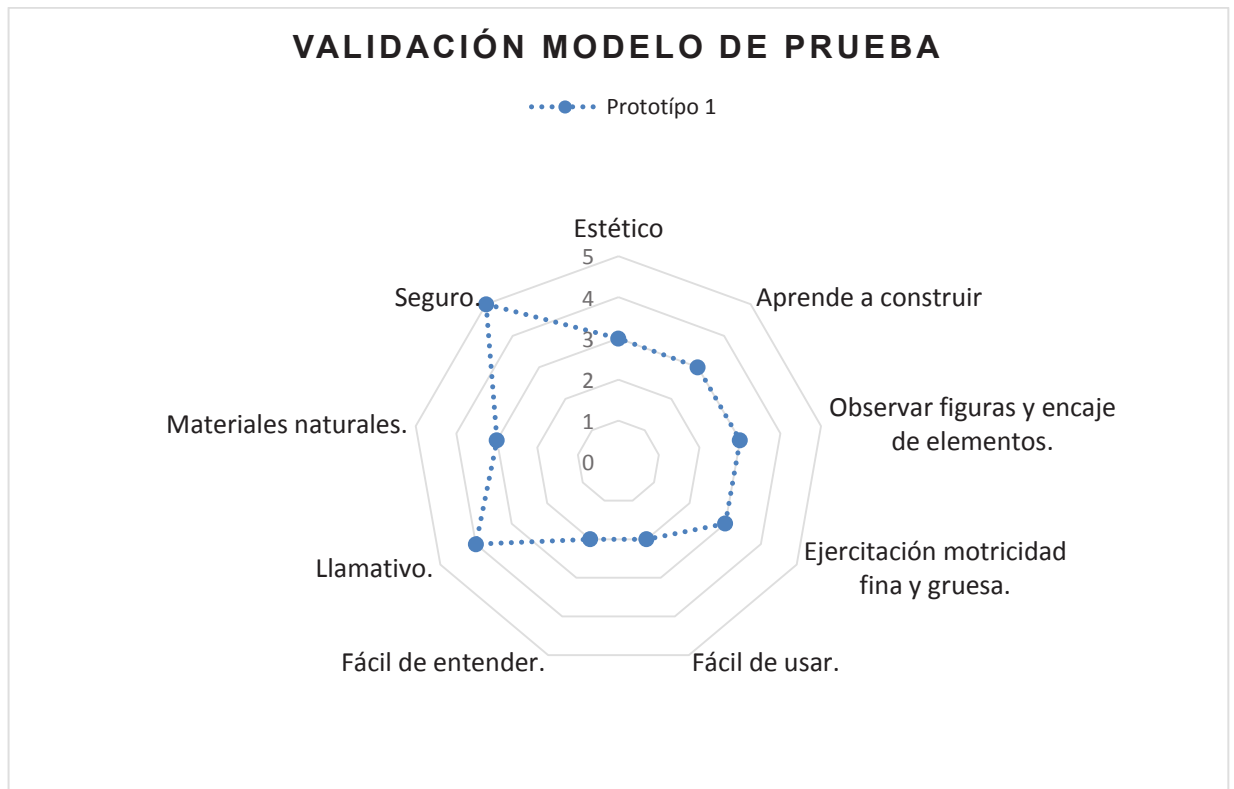 VALIDACIÓN MODELO DE PRUEBA
Prototípo 1
Estético
5
4
3
2
1
0
Aprende a construir
Observar figuras y encaje
de elementos.
Ejercitación motricidad
fina y gruesa.
Fácil de usar.
Fácil de entender.
Llamativo.
Materiales naturales.
Seguro.